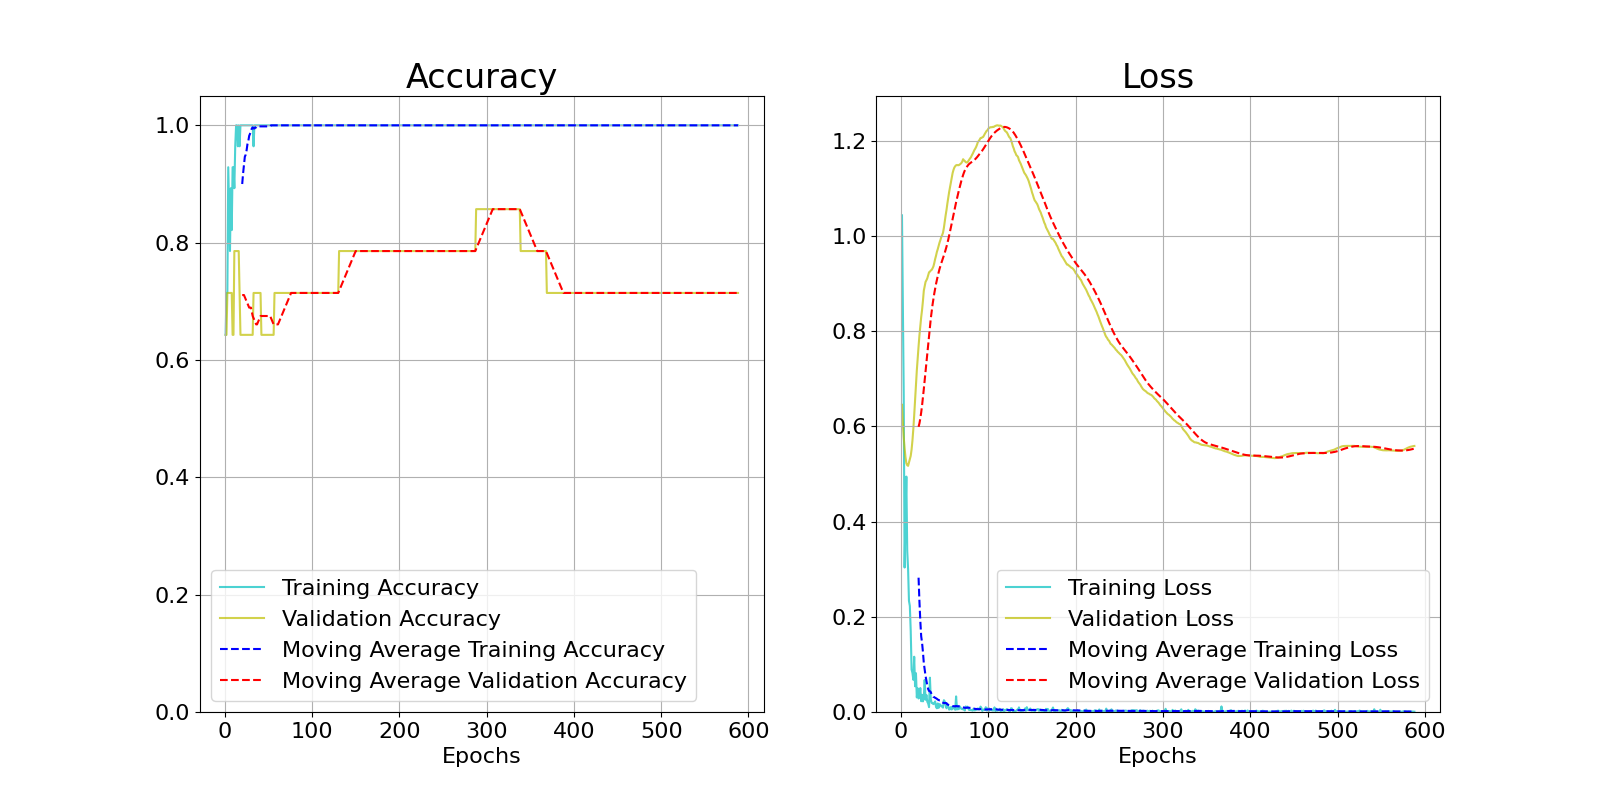 Accuracy
1.0
0.8
0.6
0.4
0.2
0.0
0 100 200 300 400 500 600
Epochs
Training Accuracy
Validation Accuracy
Moving Average Training Accuracy
Moving Average Validation Accuracy
Loss
1.2
1.0
0.8
0.6
0.4
0.2
0.0
0 100 200 300 400 500 600
Epochs
Training Loss
Validation Loss
Moving Average Training Loss
Moving Average Validation Loss